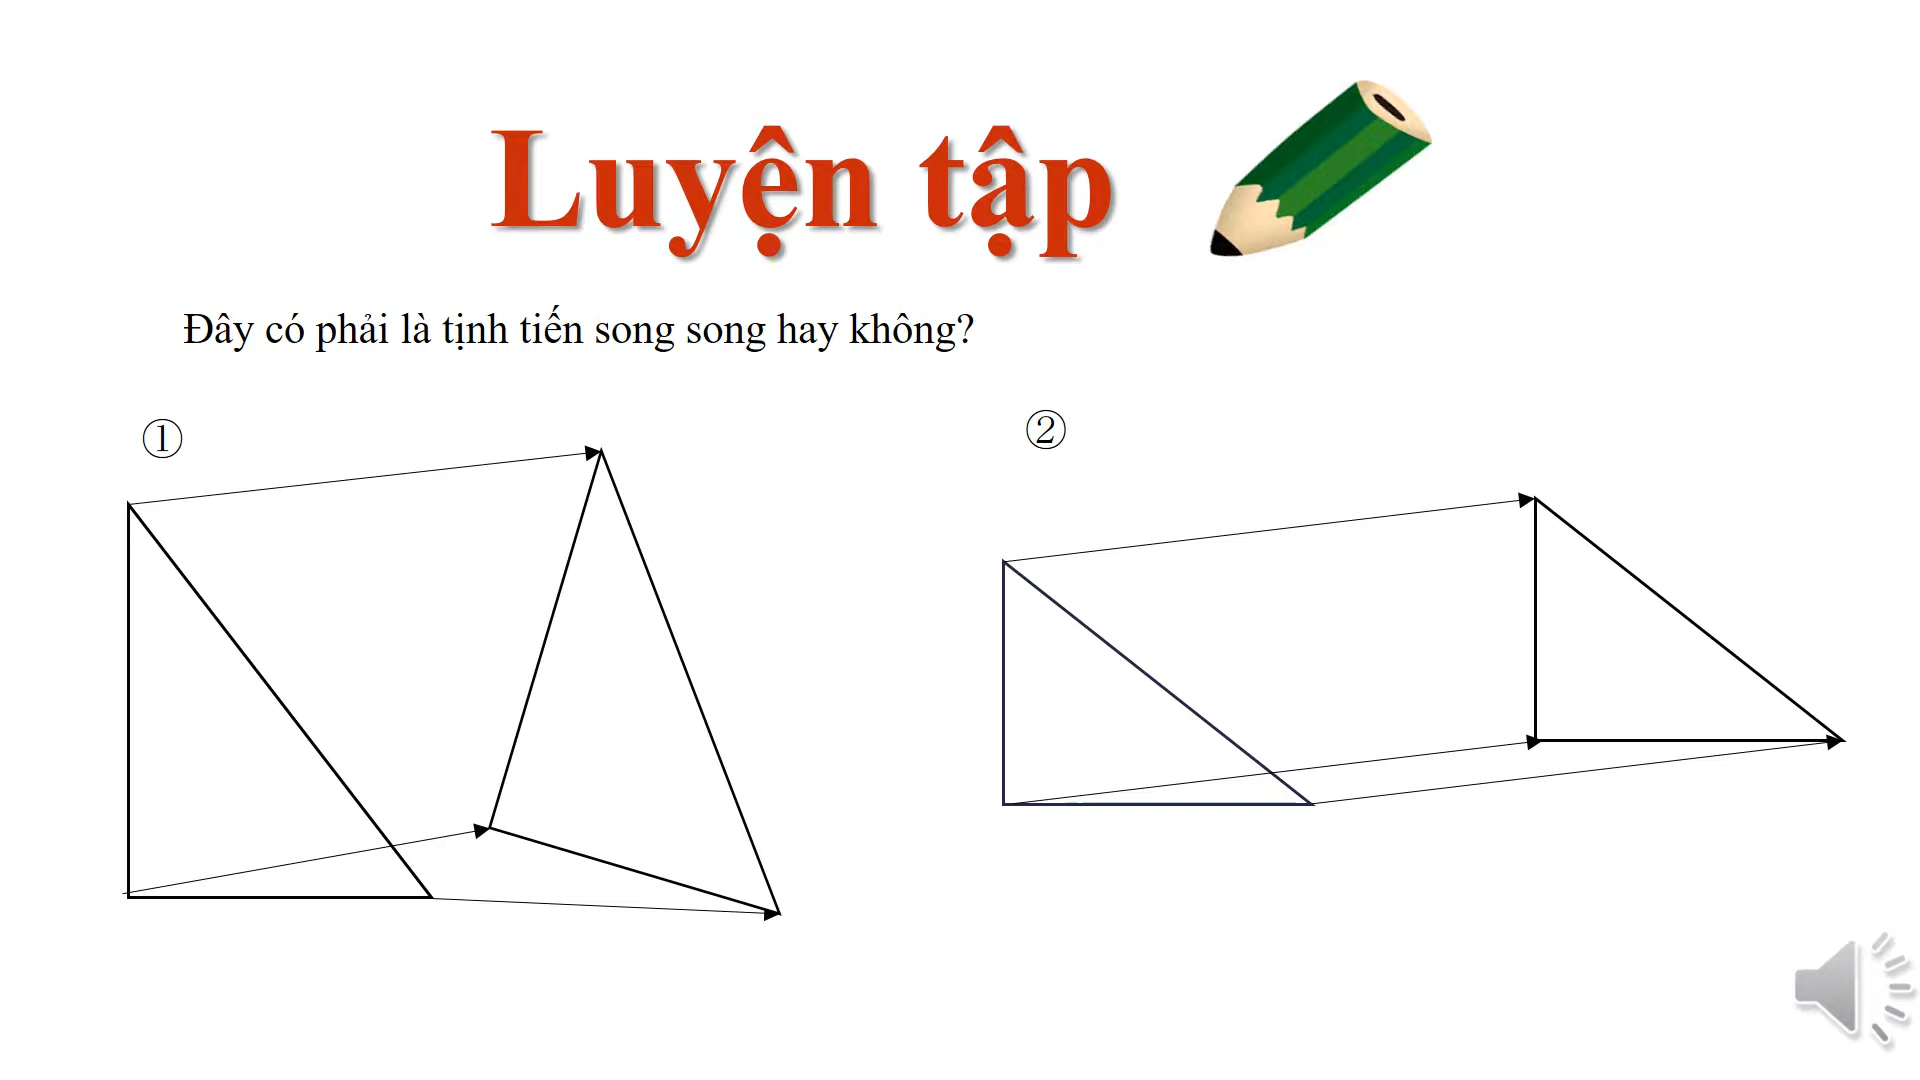 Luyện tập
Đây có phải là tịnh tiến song song hay không?
①
②